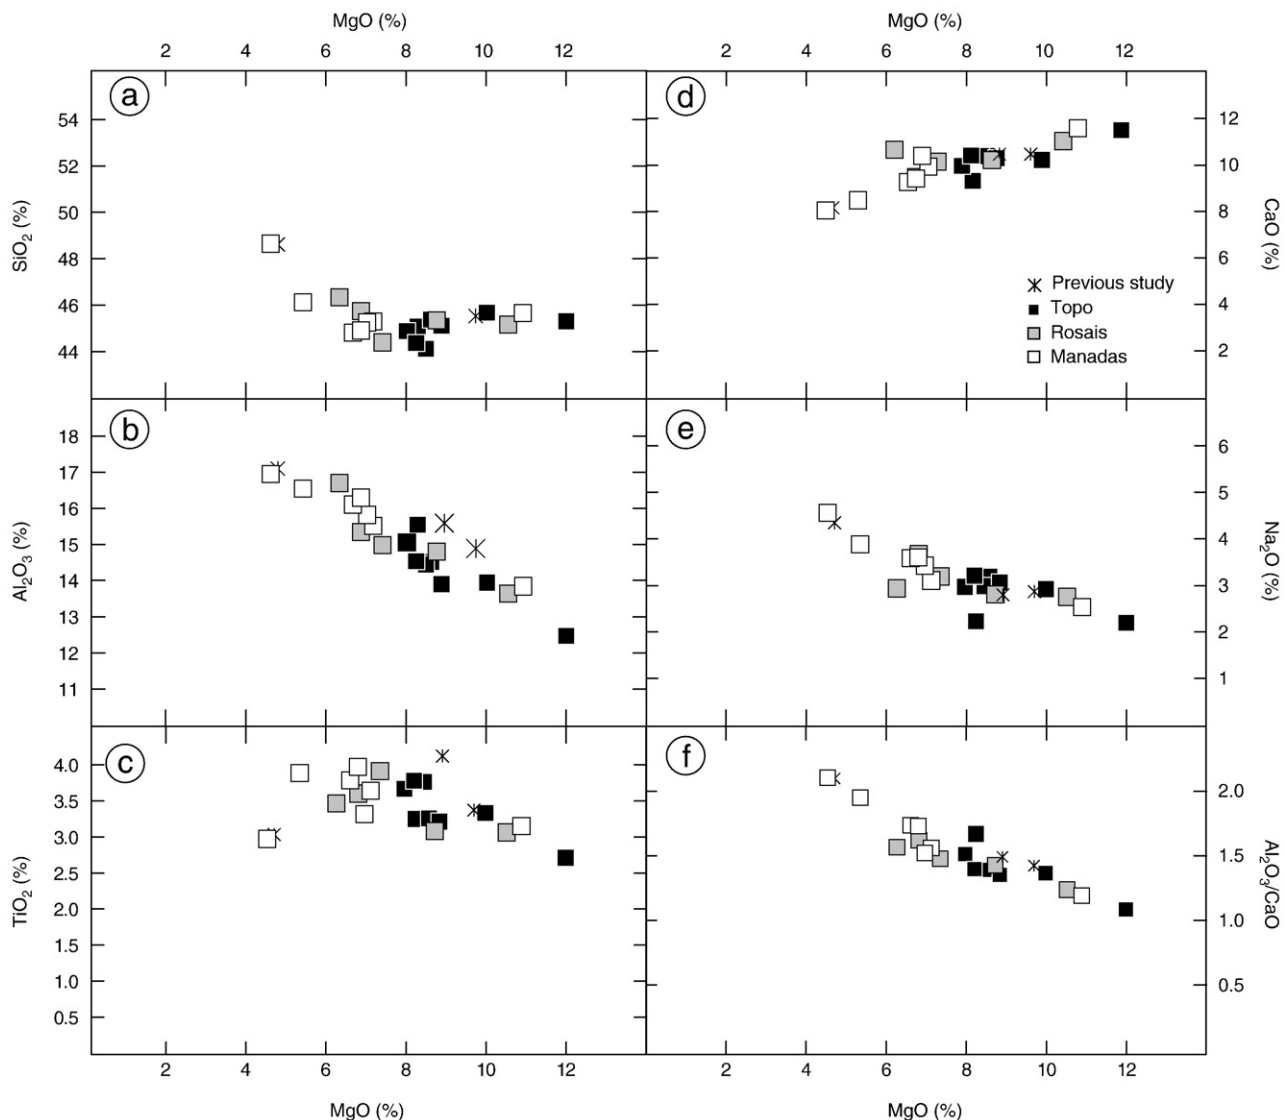 MgO (%) MgO (%)
2 4 6 8 10 12 2 4 6 8 10 12
a
54
52
50
48
46
44
SiO₂ (%)
d
12
10
8
6
4
2
CaO (%)
Previous study
Topo
Rosais
Manadas
b
18
17
16
15
14
13
12
11
Al₂O₃ (%)
e
6
5
4
3
2
1
Na₂O (%)
c
4.0
3.5
3.0
2.5
2.0
1.5
1.0
0.5
TiO₂ (%)
f
2.0
1.5
1.0
0.5
Al₂O₃/CaO
2 4 6 8 10 12 2 4 6 8 10 12
MgO (%) MgO (%)